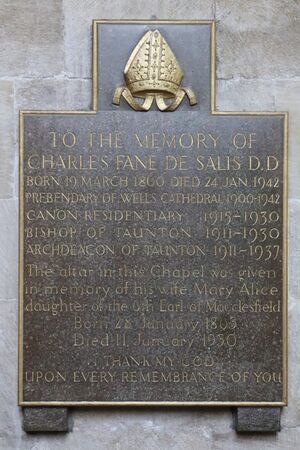 TO THE MEMORY OF
CHARLES FANE DE SALIS D.D
BORN 19 MARCH 1860 DIED 24 JAN 1942
PREBENDARY OF WELLS CATHEDRAL 1900-1942
CANON RESIDENTIARY 1915-1930
BISHOP OF TAUNTON 1911-1930
ARCHDEACON OF TAUNTON 1911-1937
The altar in this Chapel was given
in memory of his wife Mary Alice
daughter of the 6th Earl of Macclesfield
Born 28 January 1863
Died 11 January 1930
I THANK MY GOD
UPON EVERY REMEMBRANCE OF YOU